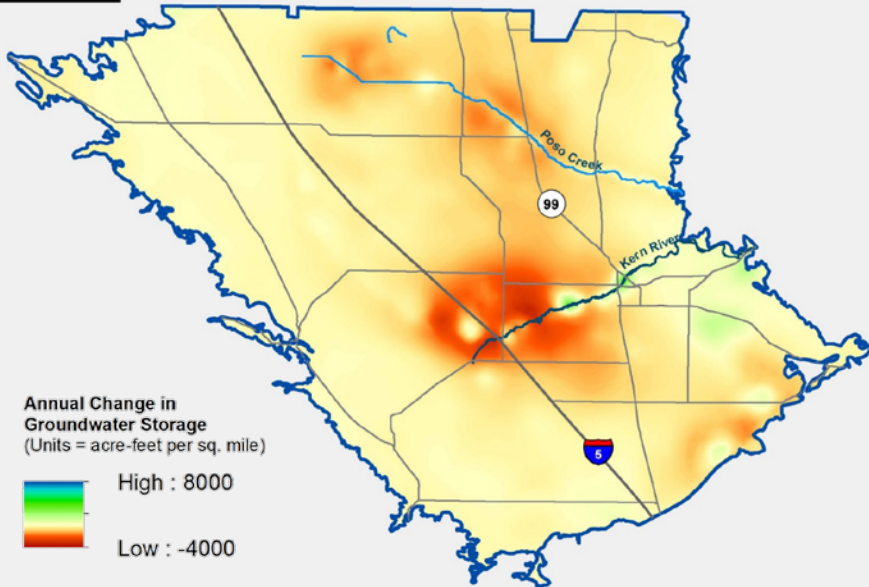 Poso Creek
99
Kern River
5
Annual Change in
Groundwater Storage
(Units = acre-feet per sq. mile)
High : 8000
Low : -4000